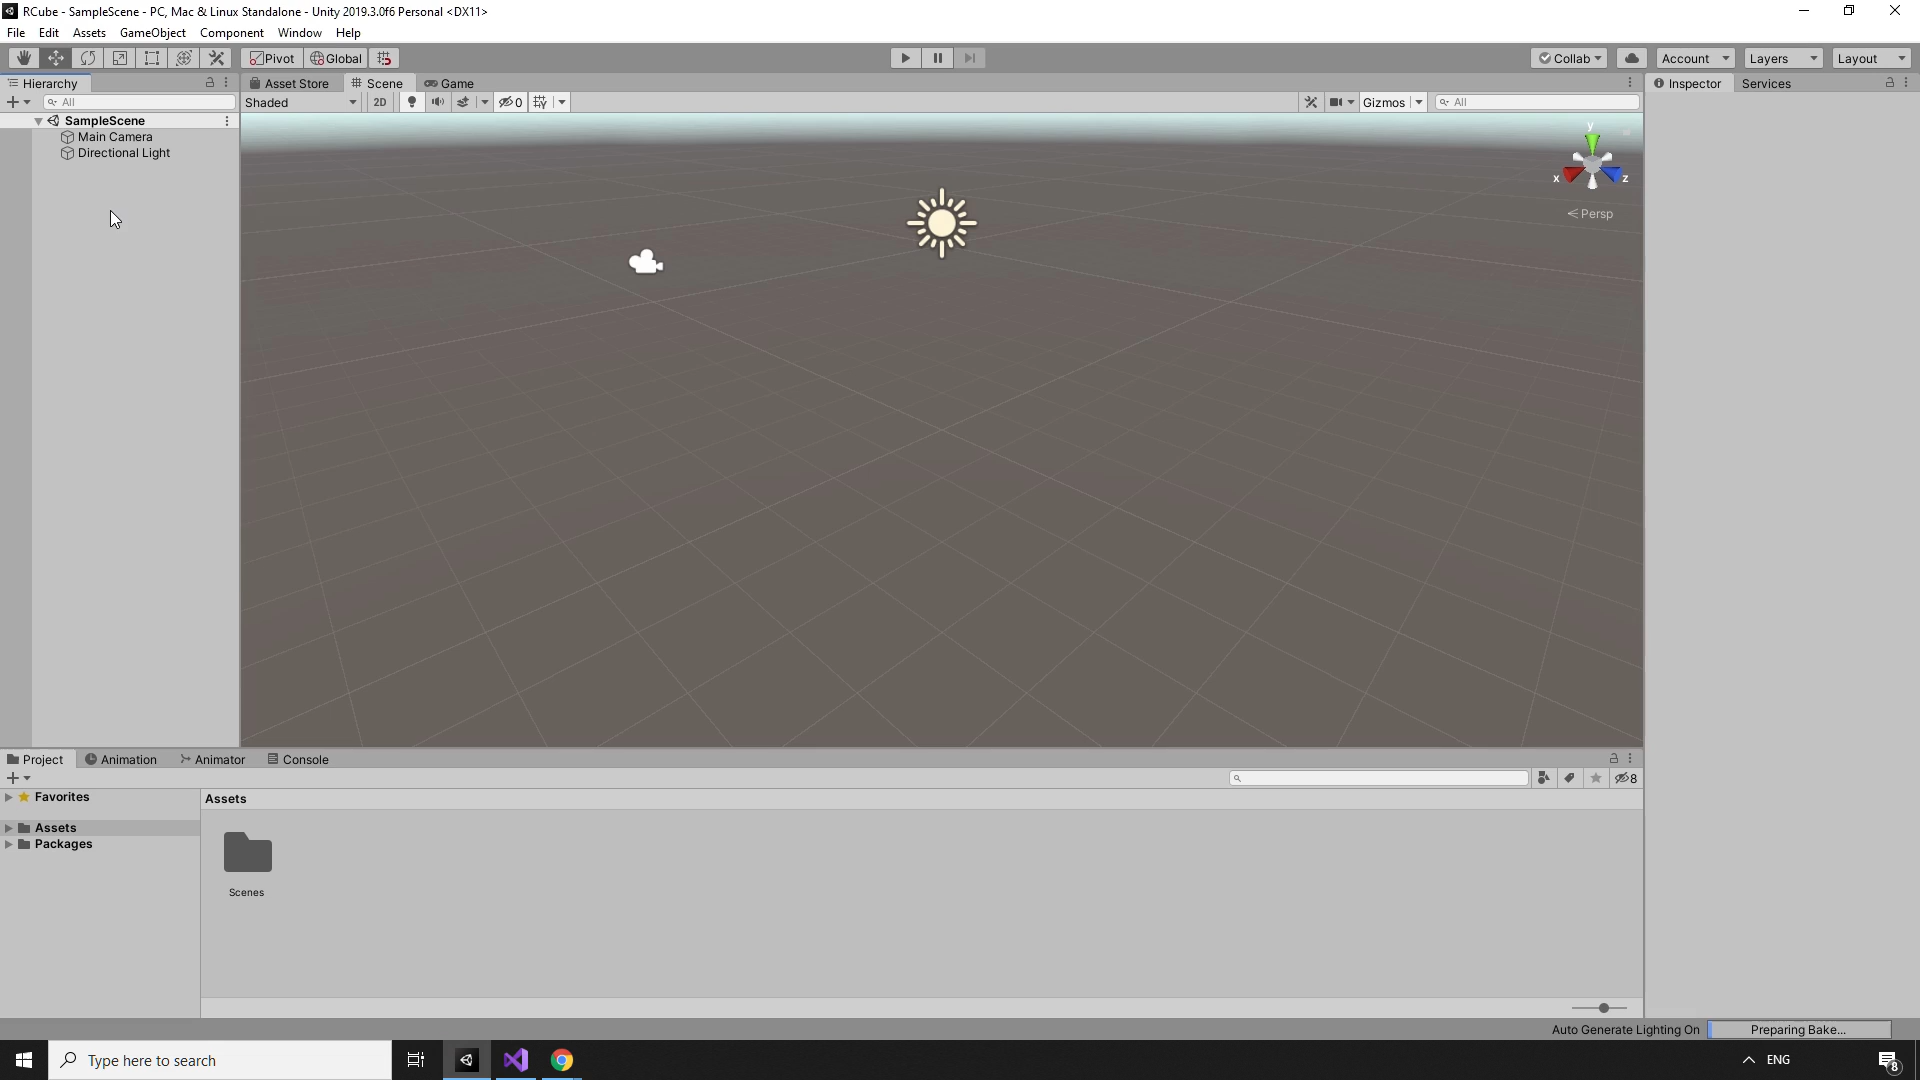 RCube - SampleScene - PC, Mac & Linux Standalone - Unity 2019.3.0f6 Personal <DX11>
File Edit Assets GameObject Component Window Help
Pivot Global Collab Account Layers Layout
Hierarchy Asset Store Scene Game Inspector Services
All Shaded 2D 0 Gizmos All
SampleScene
Main Camera
Directional Light
y
x z
Persp
Project Animation Animator Console
8
Favorites Assets
Assets
Packages
Scenes
Auto Generate Lighting On Preparing Bake...
Type here to search ENG 8